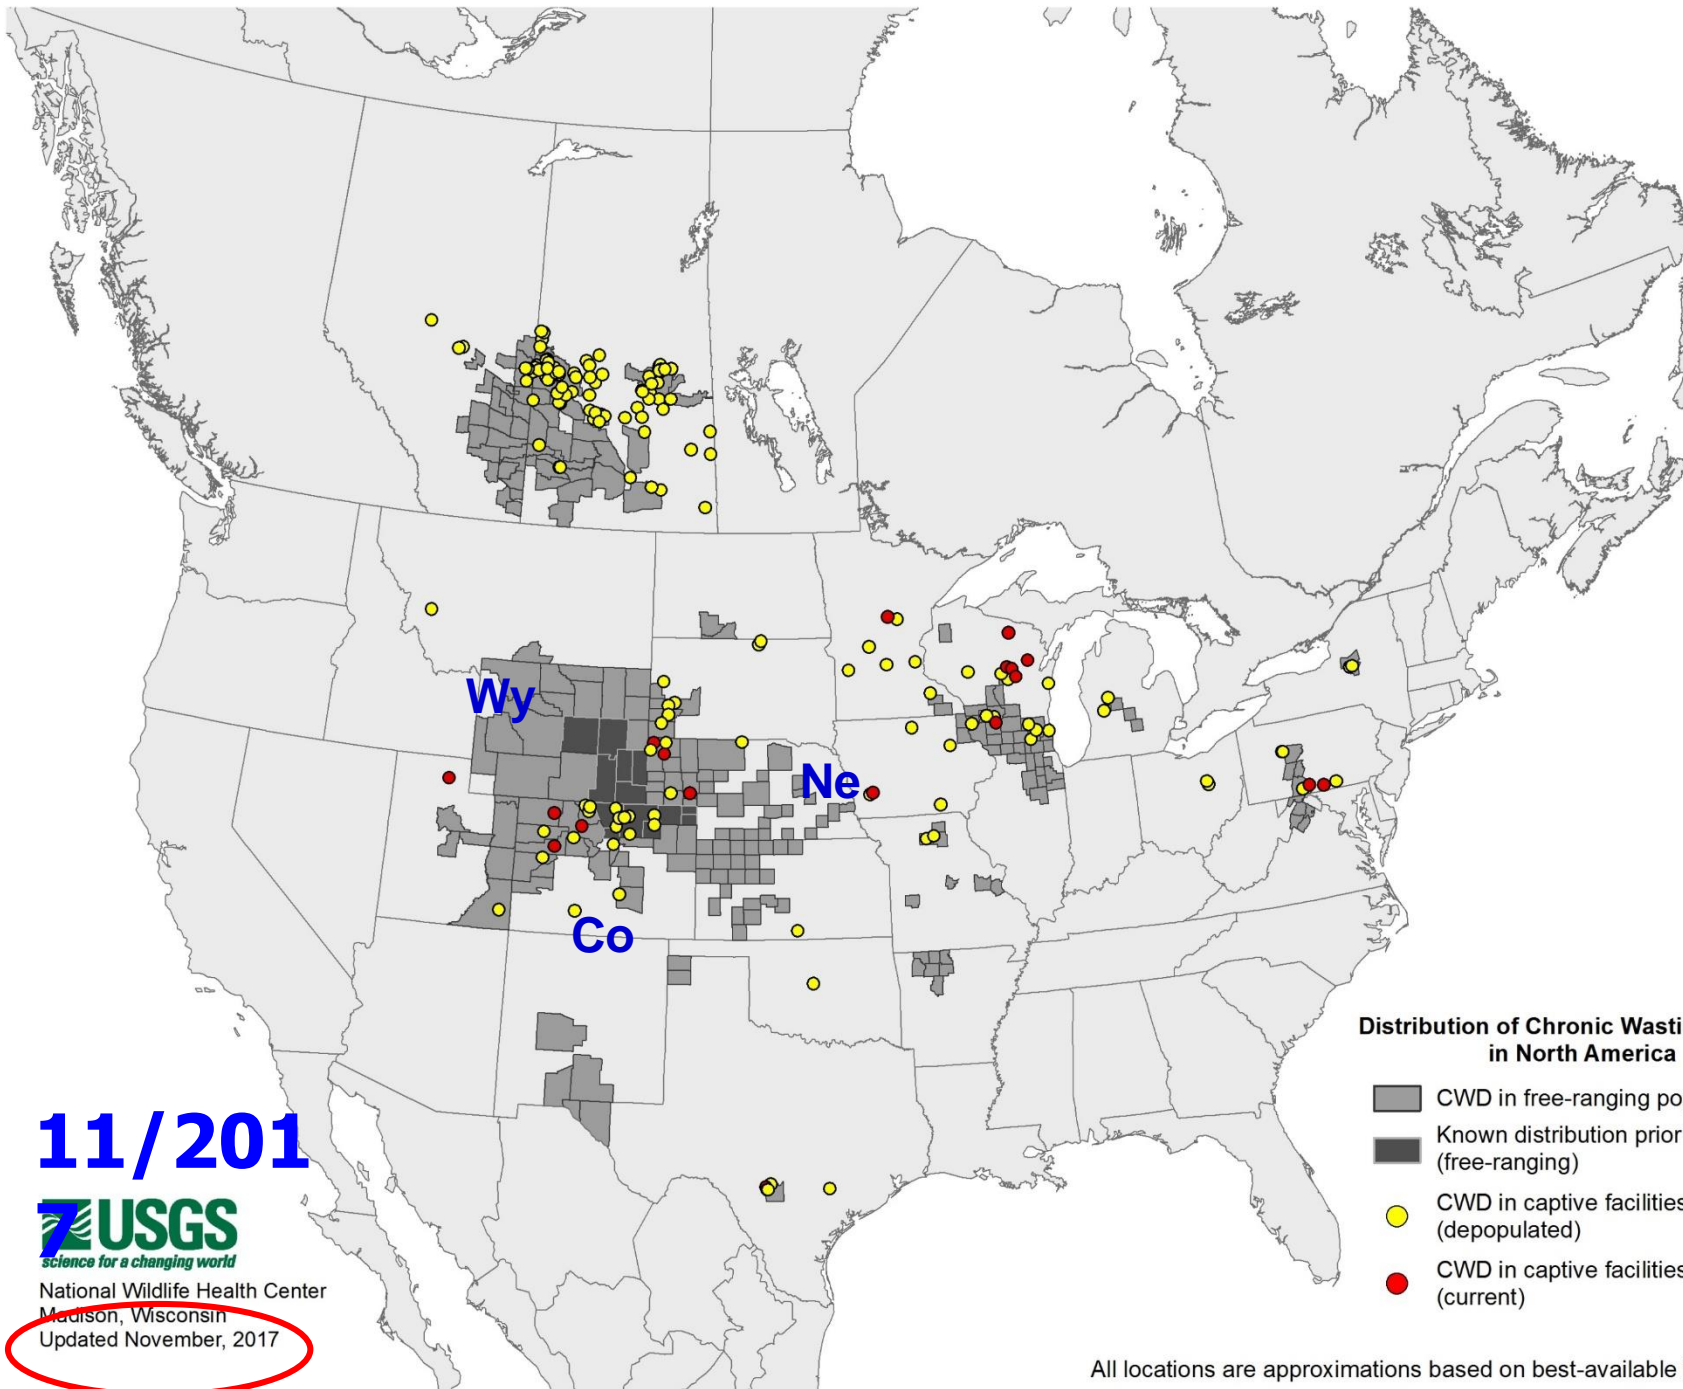 Wy
Ne
Co
11/201
7
USGS
science for a changing world
National Wildlife Health Center
Madison, Wisconsin
Updated November, 2017
Distribution of Chronic Wasti
in North America
CWD in free-ranging po
Known distribution prior
(free-ranging)
CWD in captive facilities
(depopulated)
CWD in captive facilities
(current)
All locations are approximations based on best-available